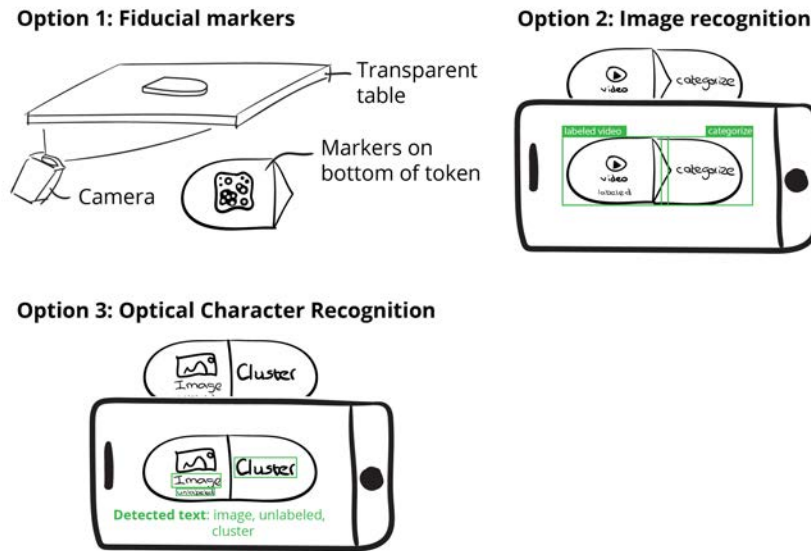 Option 1: Fiducial markers
Transparent
table
Camera
Markers on
bottom of token
Option 2: Image recognition
video
categorize
labeled video
categorize
video
labeled
categorize
Option 3: Optical Character Recognition
Image
Cluster
Image
unlabeled
Cluster
Detected text: image, unlabeled,
cluster